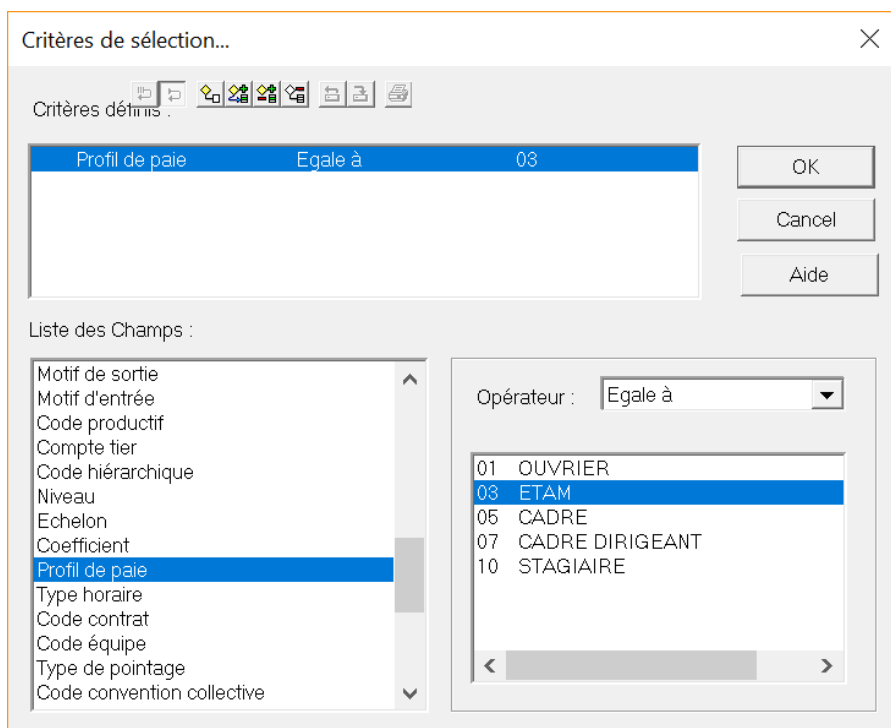 Critères de sélection...
Critères définis :
Profil de paie Egale à 03
OK
Cancel
Aide
Liste des Champs :
Motif de sortie
Motif d'entrée
Code productif
Compte tier
Code hiérarchique
Niveau
Echelon
Coefficient
Profil de paie
Type horaire
Code contrat
Code équipe
Type de pointage
Code convention collective
Opérateur : Egale à
01 OUVRIER
03 ETAM
05 CADRE
07 CADRE DIRIGEANT
10 STAGIAIRE